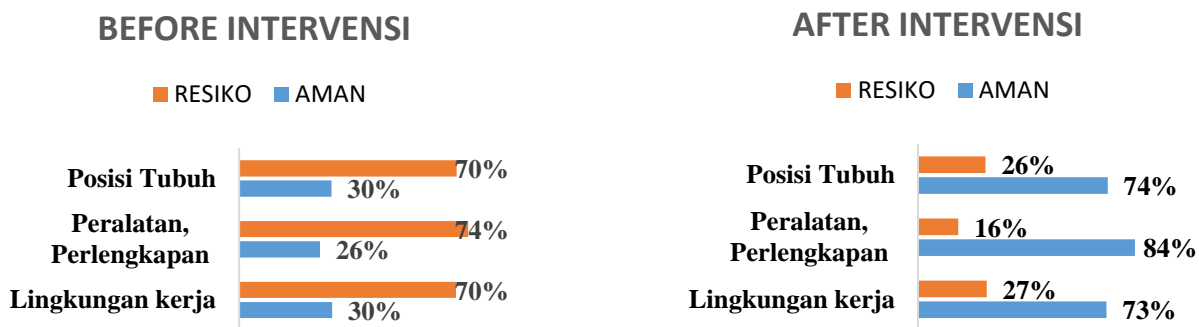 BEFORE INTERVENSI
RESIKO AMAN
Posisi Tubuh
70%
30%
Peralatan,
Perlengkapan
74%
26%
Lingkungan kerja
70%
30%
AFTER INTERVENSI
RESIKO AMAN
Posisi Tubuh
26%
74%
Peralatan,
Perlengkapan
16%
84%
Lingkungan kerja
27%
73%